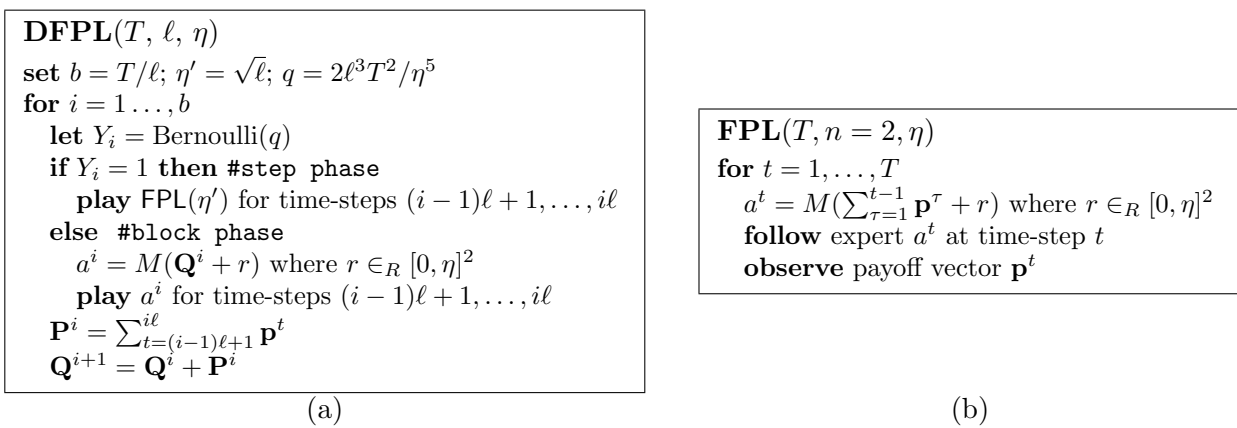 DFPL(T, ℓ, η)
set b = T/ℓ; η′ = √ℓ; q = 2ℓ³T²/η⁵
for i = 1 . . . , b
let Yᵢ = Bernoulli(q)
if Yᵢ = 1 then #step phase
play FPL(η′) for time-steps (i − 1)ℓ + 1, . . . , iℓ
else #block phase
aⁱ = M(Qⁱ + r) where r ∈_R [0, η]²
play aⁱ for time-steps (i − 1)ℓ + 1, . . . , iℓ
Pⁱ = ∑_{t=(i−1)ℓ+1}^{iℓ} pᵗ
Qⁱ⁺¹ = Qⁱ + Pⁱ
(a)
FPL(T, n = 2, η)
for t = 1, . . . , T
aᵗ = M(∑_{τ=1}^{t−1} p^τ + r) where r ∈_R [0, η]²
follow expert aᵗ at time-step t
observe payoff vector pᵗ
(b)